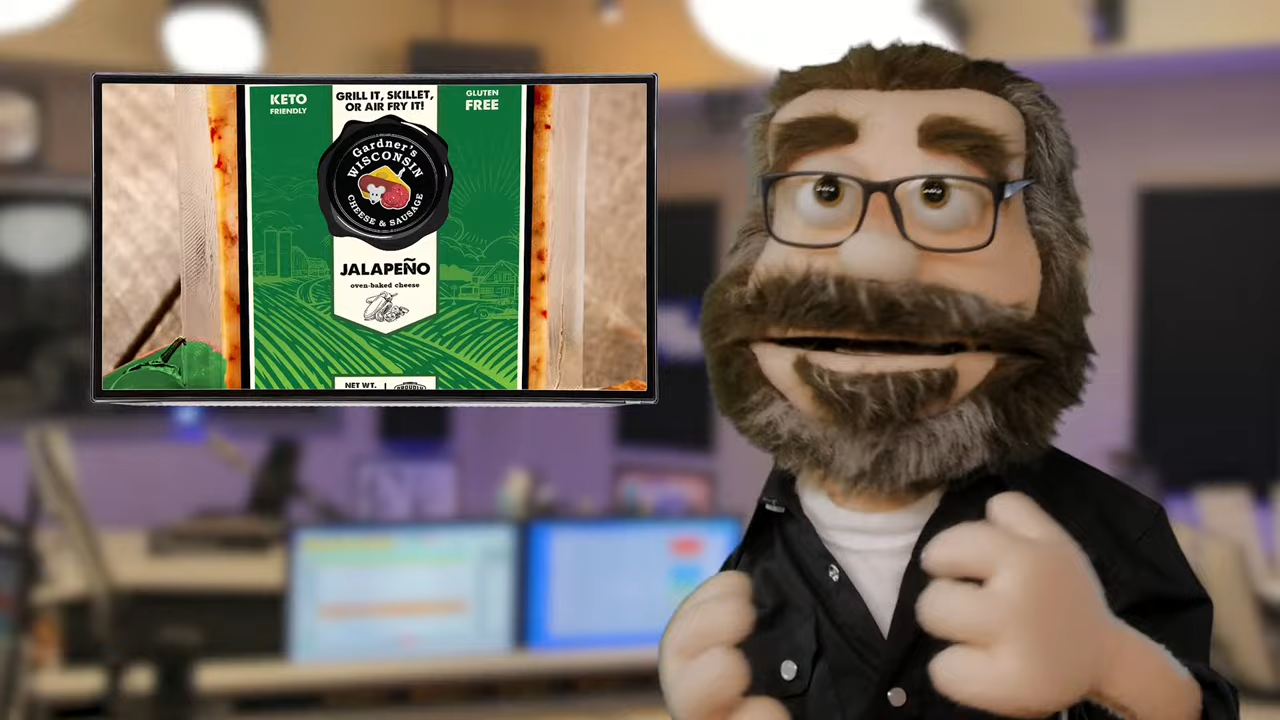 KETO
FRIENDLY
GRILL IT, SKILLET,
OR AIR FRY IT!
GLUTEN
FREE
Gardner's
WISCONSIN
CHEESE & SAUSAGE
JALAPEÑO
oven-baked cheese
NET WT.
PROUDLY